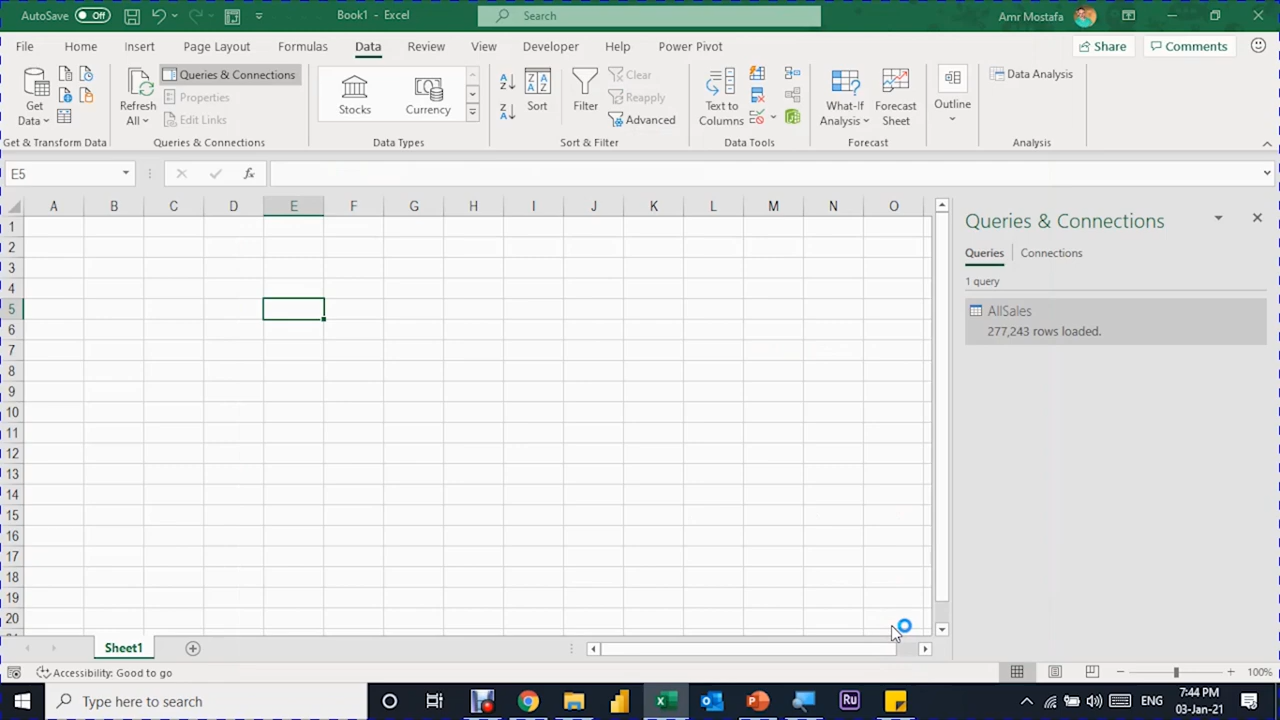 AutoSave Off Book1 - Excel Search Amr Mostafa
File Home Insert Page Layout Formulas Data Review View Developer Help Power Pivot Share Comments
Get Data
Refresh All
Queries & Connections
Properties
Edit Links
Stocks Currency
Sort Filter
Clear
Reapply
Advanced
Text to Columns
What-If Analysis
Forecast Sheet
Outline
Data Analysis
Get & Transform Data Queries & Connections Data Types Sort & Filter Data Tools Forecast Analysis
E5 fx
A B C D E F G H I J K L M N O
1
2
3
4
5
6
7
8
9
10
11
12
13
14
15
16
17
18
19
20
Queries & Connections
Queries Connections
1 query
AllSales
277,243 rows loaded.
Sheet1
Accessibility: Good to go 100%
Type here to search Ru ENG 7:44 PM
03-Jan-21